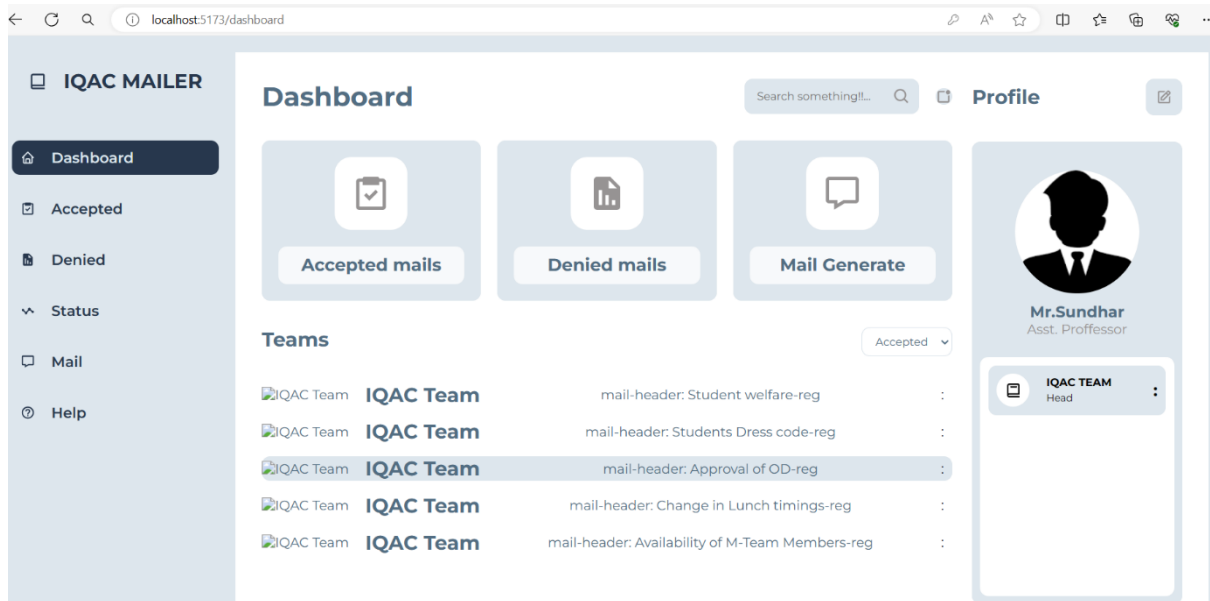 localhost:5173/dashboard
IQAC MAILER
Dashboard
Accepted
Denied
Status
Mail
Help
Dashboard
Search something!!...
Accepted mails
Denied mails
Mail Generate
Teams
Accepted
IQAC Team IQAC Team mail-header: Student welfare-reg :
IQAC Team IQAC Team mail-header: Students Dress code-reg :
IQAC Team IQAC Team mail-header: Approval of OD-reg :
IQAC Team IQAC Team mail-header: Change in Lunch timings-reg :
IQAC Team IQAC Team mail-header: Availability of M-Team Members-reg :
Profile
Mr.Sundhar
Asst. Proffessor
IQAC TEAM
Head
: